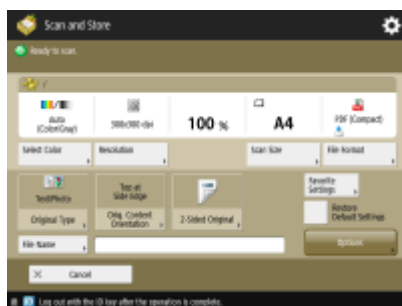 Scan and Store
Ready to scan.
Auto
(Color/Gray)
300x300 dpi
100 %
A4
PDF (Compact)
Select Color
Resolution
Scan Size
File Format
Text/Photo
Original Type
Top at
Side Edge
Orig. Content
Orientation
2-Sided Original
Favorite
Settings
Restore
Default Settings
File Name
Options
Cancel
Log out with the ID key after the operation is complete.